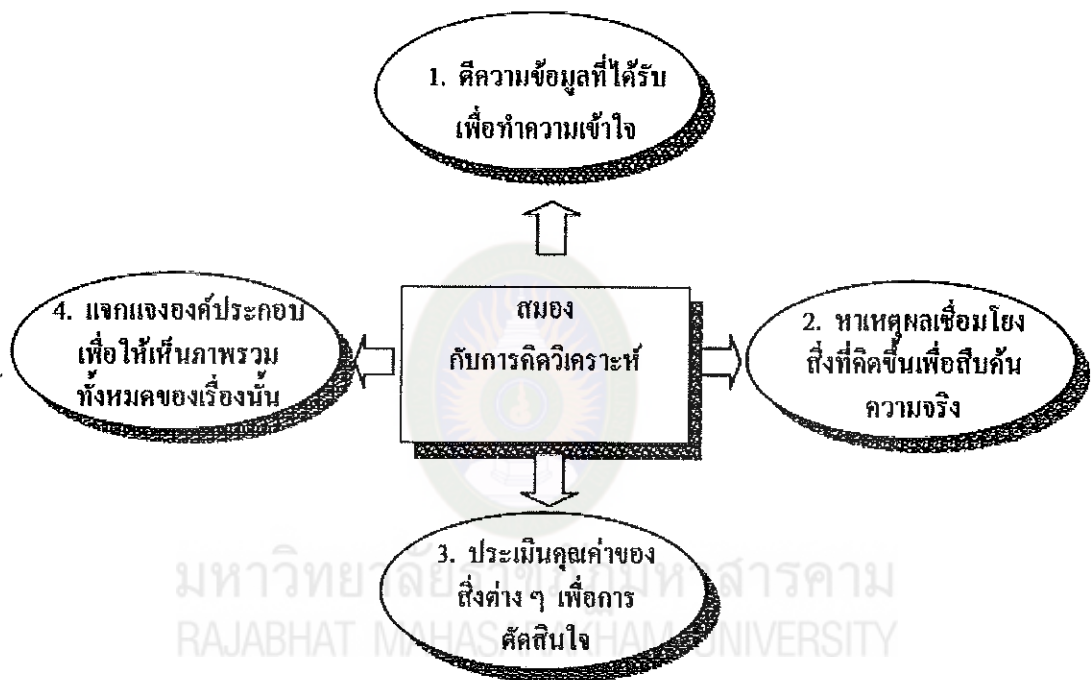 1. ตีความข้อมูลที่ได้รับ
เพื่อทำความเข้าใจ
สมอง
กับการคิดวิเคราะห์
2. หาเหตุผลเชื่อมโยง
สิ่งที่คิดขึ้นเพื่อสืบค้น
ความจริง
3. ประเมินคุณค่าของ
สิ่งต่าง ๆ เพื่อการ
ตัดสินใจ
4. แจกแจงองค์ประกอบ
เพื่อให้เห็นภาพรวม
ทั้งหมดของเรื่องนั้น
มหาวิทยาลัยราชภัฏมหาสารคาม
RAJABHAT MAHASARAKHAM UNIVERSITY